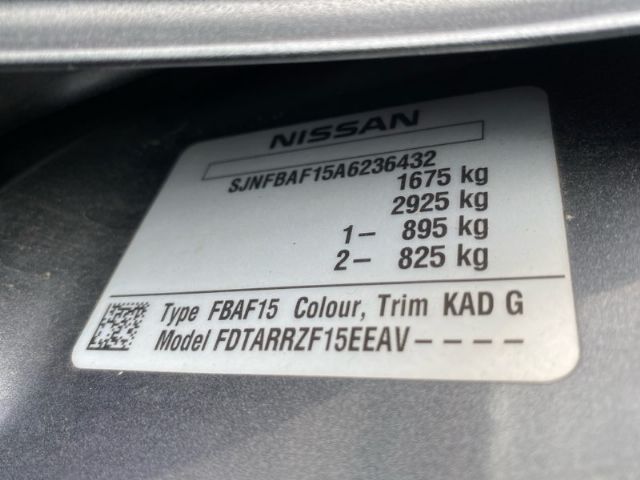 NISSAN
SJNFBAF15A6236432
1675 kg
2925 kg
1– 895 kg
2– 825 kg
Type FBAF15 Colour, Trim KAD G
Model FDTARRZF15EEAV––––